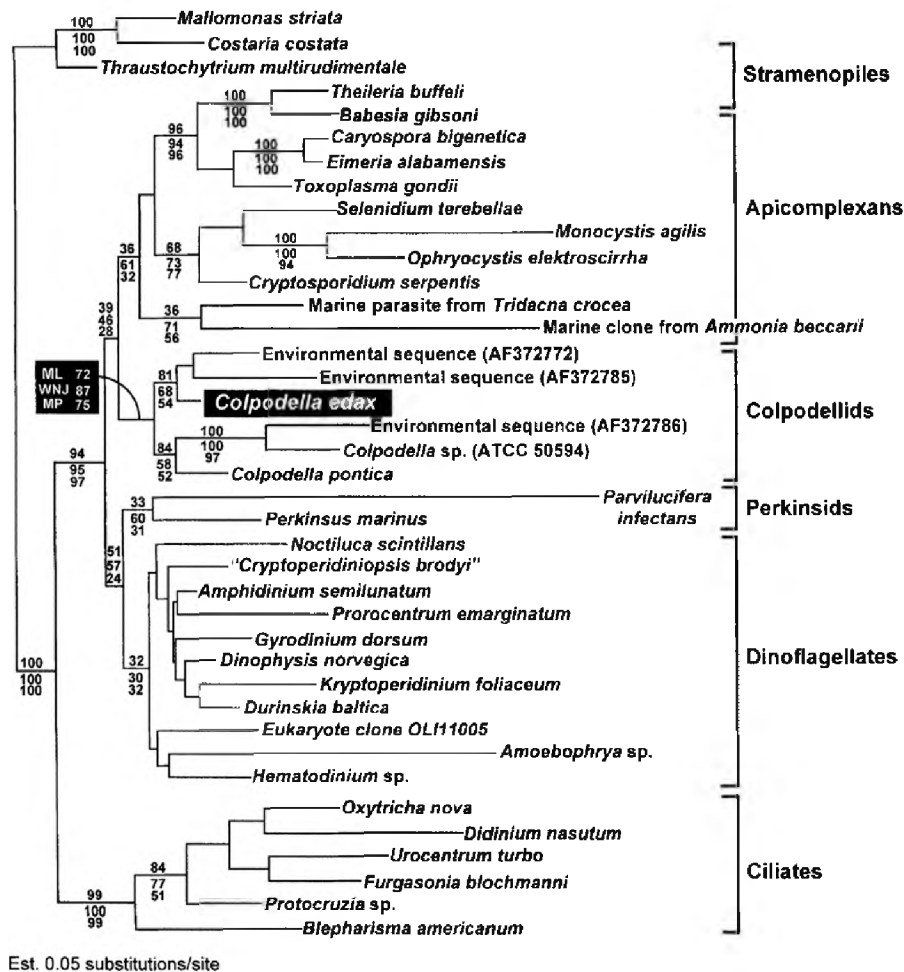 Mallomonas striata
100
100
100
Costaria costata
Thraustochytrium multirudimentale
Stramenopiles
Theileria buffeli
100
100
100
Babesia gibsoni
96
94
96
Caryospora bigenetica
100
100
100
Eimeria alabamensis
Toxoplasma gondii
Apicomplexans
Selenidium terebellae
Monocystis agilis
100
100
94
68
73
77
Ophryocystis elektroscirrha
36
61
32
Cryptosporidium serpentis
Marine parasite from Tridacna crocea
36
71
56
Marine clone from Ammonia beccarii
39
46
28
Environmental sequence (AF372772)
ML 72
WNJ 87
MP 75
81
68
54
Environmental sequence (AF372785)
Colpodella edax
Colpodellids
Environmental sequence (AF372786)
100
100
97
Colpodella sp. (ATCC 50594)
84
58
52
Colpodella pontica
94
95
97
33
60
31
Parvilucifera
infectans
Perkinsus marinus
Perkinsids
51
57
24
Noctiluca scintillans
"Cryptoperidiniopsis brodyi"
Amphidinium semilunatum
Prorocentrum emarginatum
Gyrodinium dorsum
Dinoflagellates
32
30
32
Dinophysis norvegica
100
100
100
Kryptoperidinium foliaceum
Durinskia baltica
Eukaryote clone OLI11005
Amoebophrya sp.
Hematodinium sp.
Oxytricha nova
Didinium nasutum
Urocentrum turbo
84
77
51
Furgasonia blochmanni
Ciliates
99
100
99
Protocruzia sp.
Blepharisma americanum
Est. 0.05 substitutions/site